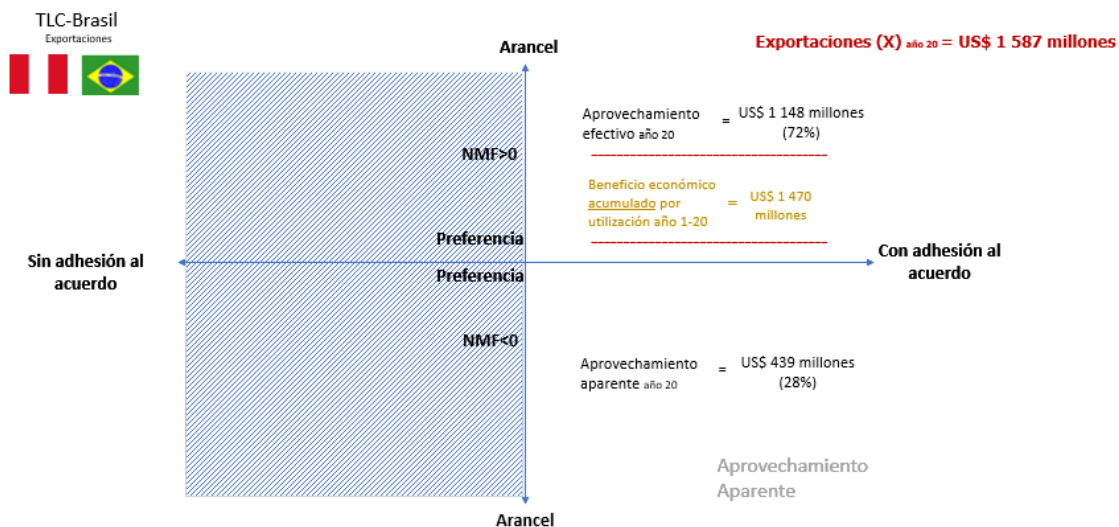 TLC-Brasil
Exportaciones
Arancel
Exportaciones (X) año 20 = US$ 1 587 millones
Aprovechamiento
efectivo año 20
=
US$ 1 148 millones
(72%)
NMF>0
Beneficio económico
acumulado por
utilización año 1-20
=
US$ 1 470
millones
Preferencia
Sin adhesión al
acuerdo
Con adhesión al
acuerdo
Preferencia
NMF<0
Aprovechamiento
aparente año 20
=
US$ 439 millones
(28%)
Aprovechamiento
Aparente
Arancel